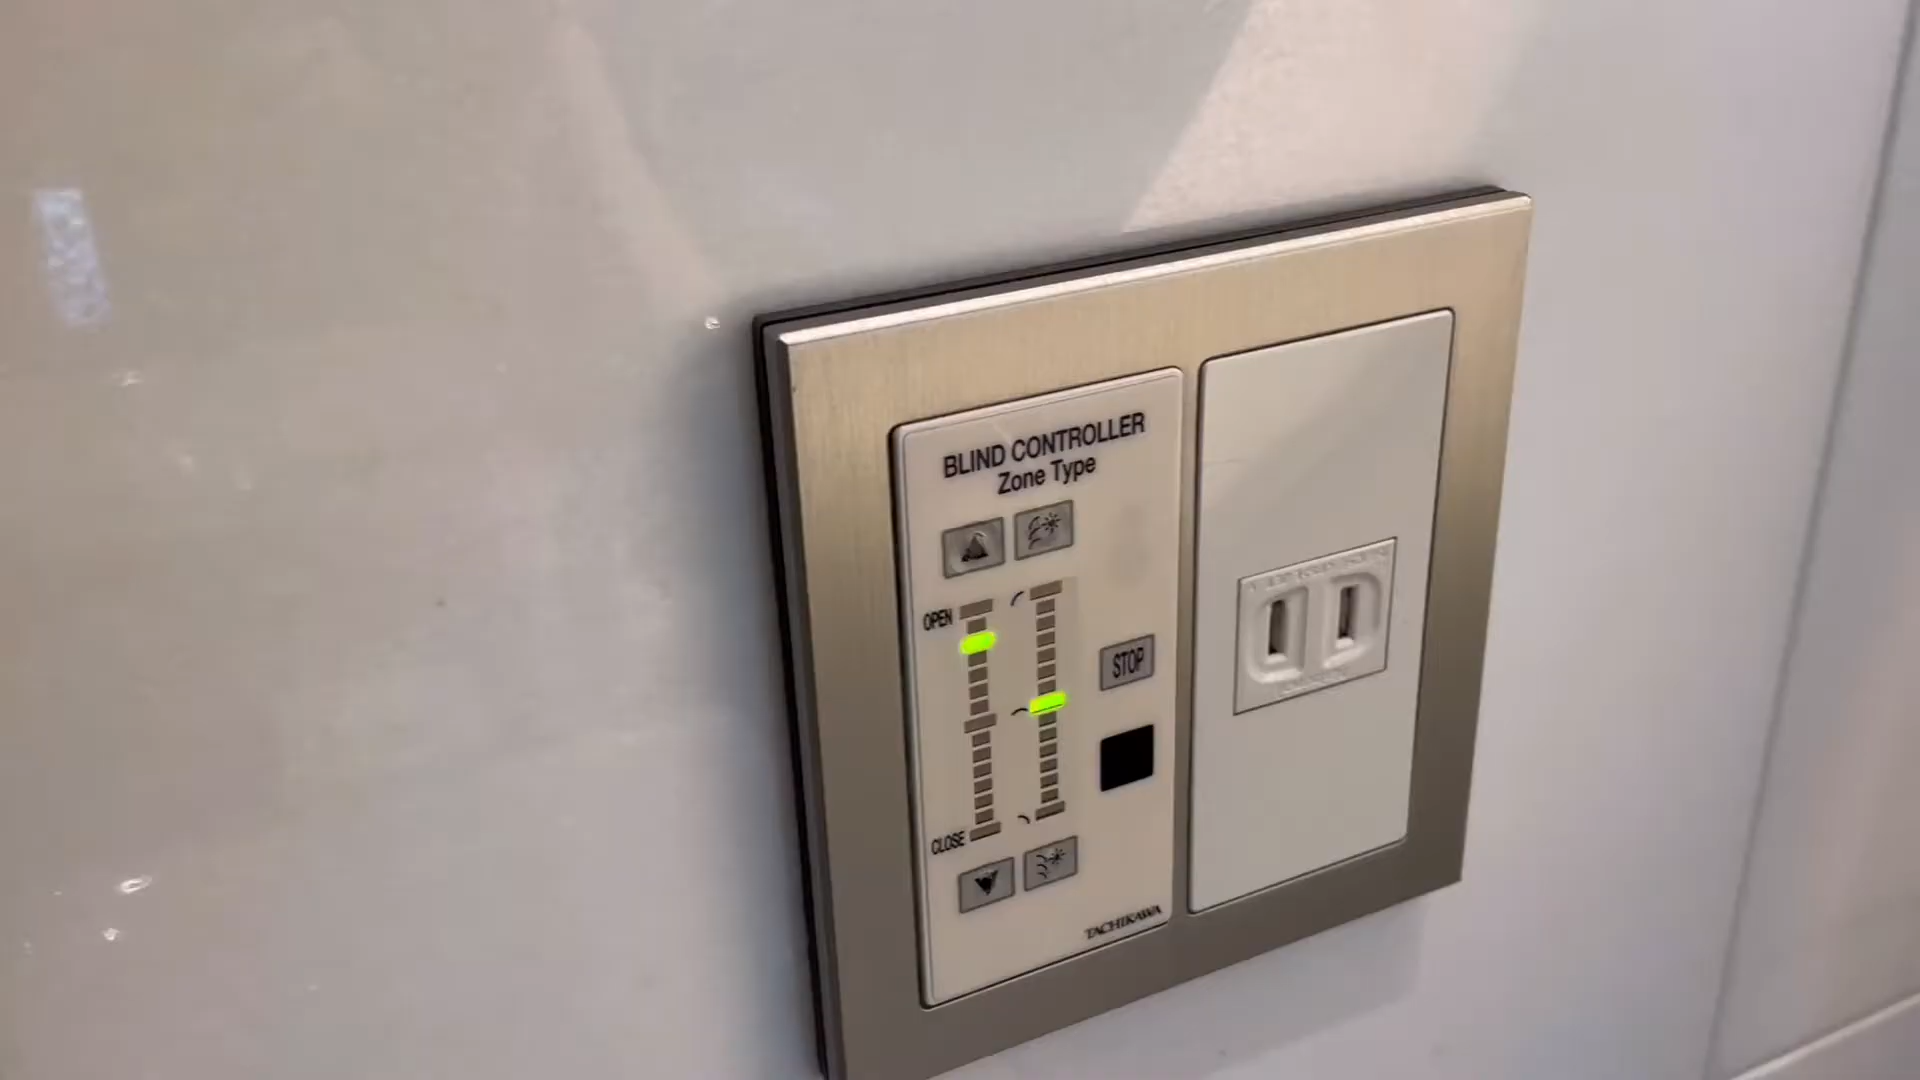 BLIND CONTROLLER
Zone Type
OPEN
STOP
CLOSE
TACHIKAWA